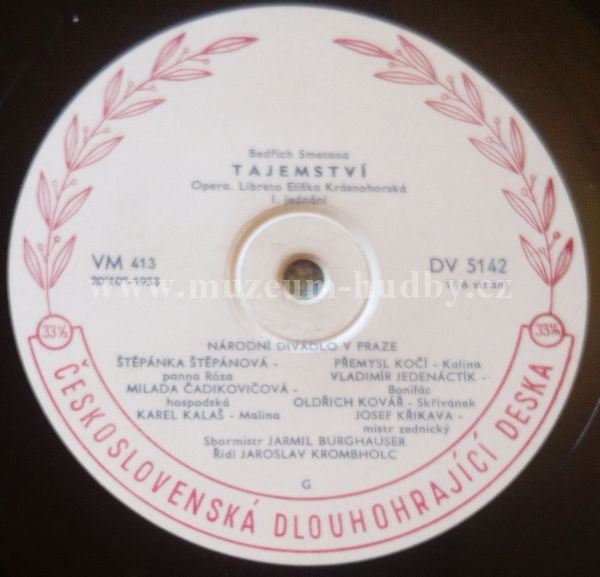 Bedřich Smetana
TAJEMSTVÍ
Opera. Libreto Eliška Krásnohorská
I. jednání
VM 413
DV 5142
www.muzeum-hudby.cz
33⅓
33⅓
NÁRODNÍ DIVADLO V PRAZE
ŠTĚPÁNKA ŠTĚPÁNOVÁ -
panna Róza
MILADA ČADIKOVIČOVÁ -
hospodská
KAREL KALAŠ - Malina
PŘEMYSL KOČÍ - Kalina
VLADIMÍR JEDENÁCTÍK -
Bonifác
OLDŘICH KOVÁŘ - Skřivánek
JOSEF KŘIKAVA -
mistr zednický
Sbormistr JARMIL BURGHAUSER
Řídí JAROSLAV KROMBHOLC
G
ČESKOSLOVENSKÁ DLOUHOHRAJÍCÍ DESKA